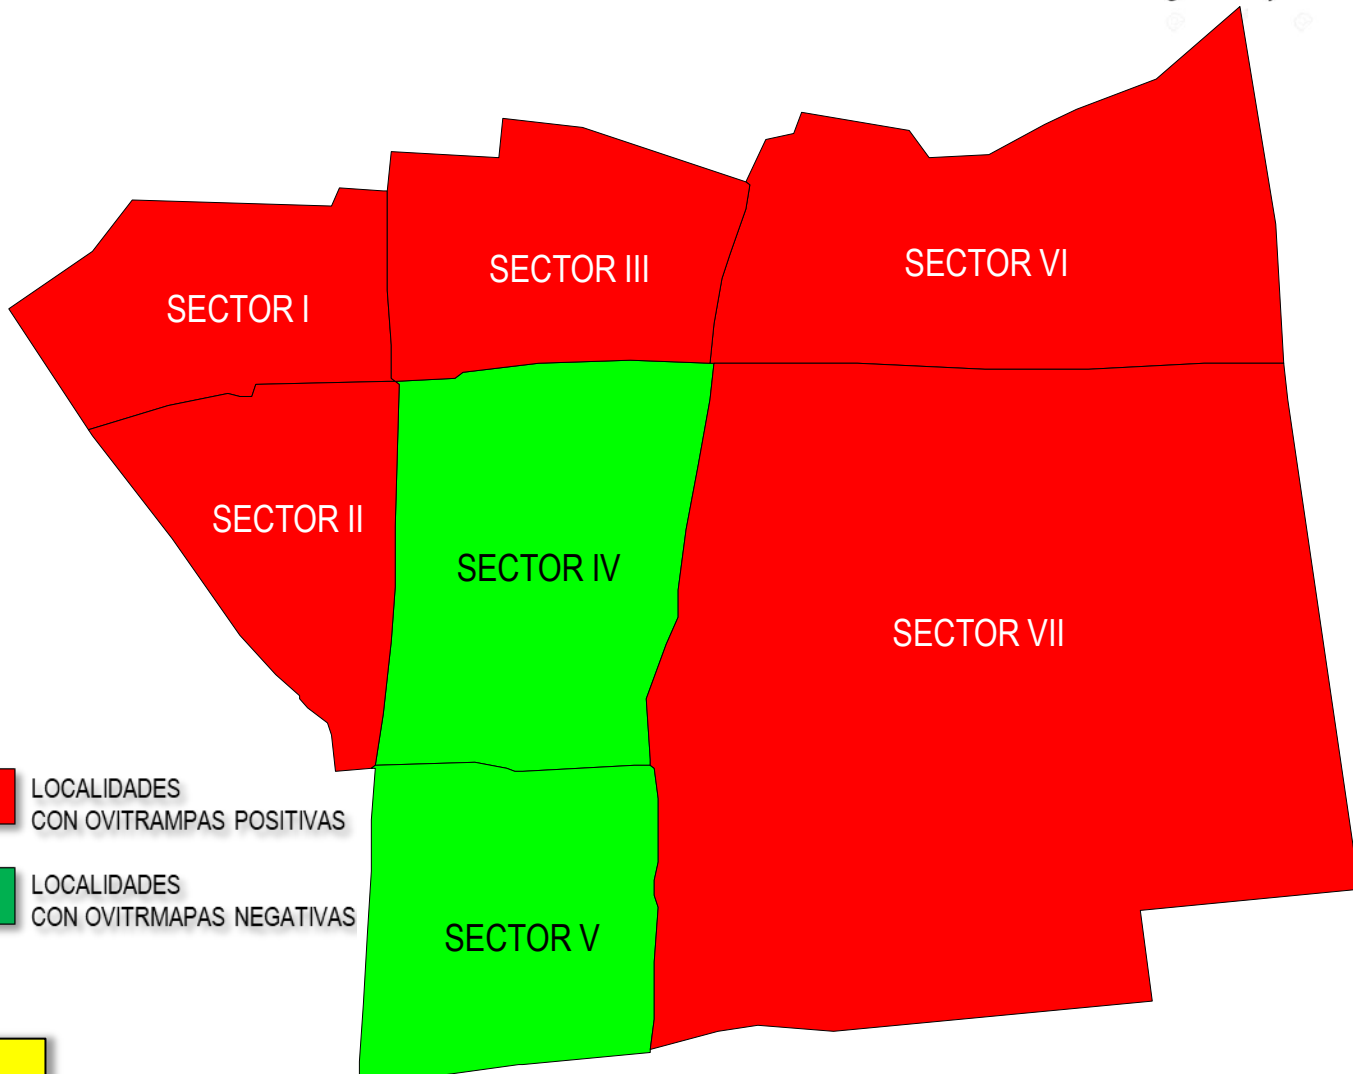 SECTOR VI
SECTOR III
SECTOR I
SECTOR II
SECTOR IV
SECTOR VII
LOCALIDADES
CON OVITRAMPAS POSITIVAS
LOCALIDADES
CON OVITRMAPAS NEGATIVAS
SECTOR V